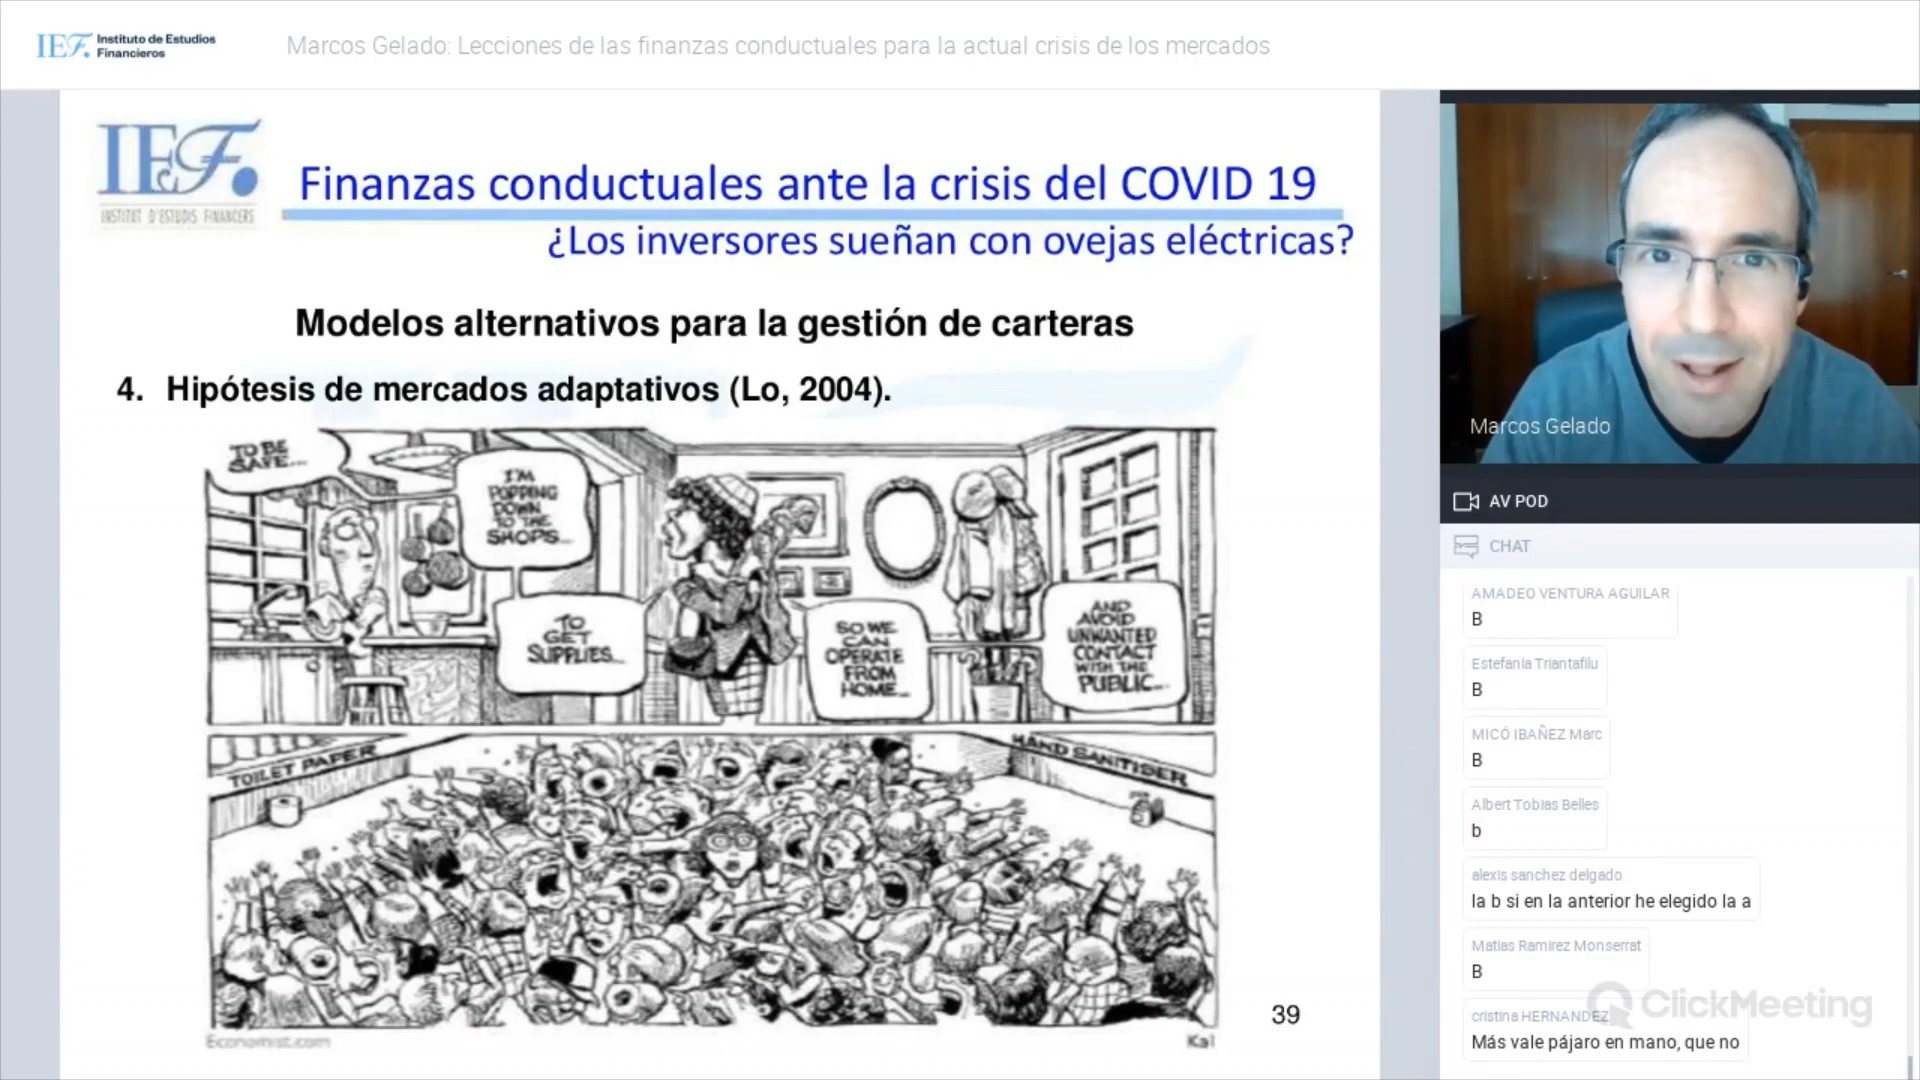 IEF. Instituto de Estudios
Financieros
Marcos Gelado: Lecciones de las finanzas conductuales para la actual crisis de los mercados
IEF.
INSTITUT D'ESTUDIS FINANCERS
Finanzas conductuales ante la crisis del COVID 19
¿Los inversores sueñan con ovejas eléctricas?
Modelos alternativos para la gestión de carteras
4. Hipótesis de mercados adaptativos (Lo, 2004).
TO BE
SAFE...
I'M
POPPING
DOWN
TO THE
SHOPS...
TO
GET
SUPPLIES...
SO WE
CAN
OPERATE
FROM
HOME...
AND
AVOID
UNWANTED
CONTACT
WITH THE
PUBLIC...
TOILET PAPER
HAND SANITISER
Economist.com
Kal
39
Marcos Gelado
AV POD
CHAT
AMADEO VENTURA AGUILAR
B
Estefania Triantafilu
B
MICÓ IBAÑEZ Marc
B
Albert Tobias Belles
b
alexis sanchez delgado
la b si en la anterior he elegido la a
Matias Ramirez Monserrat
B
cristina HERNANDEZ
Más vale pájaro en mano, que no
ClickMeeting